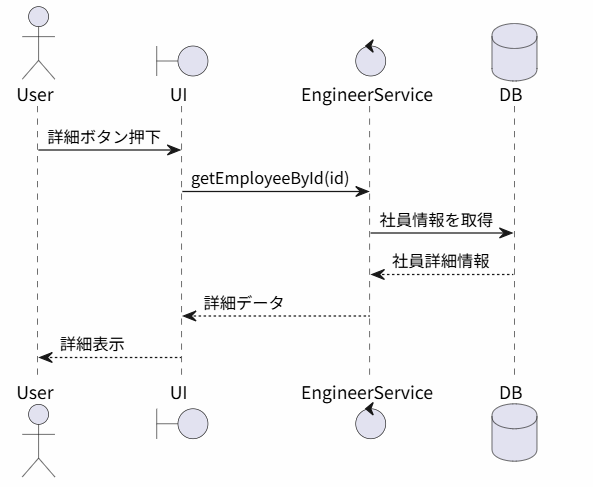 User
UI
EngineerService
DB
詳細ボタン押下
getEmployeeById(id)
社員情報を取得
社員詳細情報
詳細データ
詳細表示
User
UI
EngineerService
DB